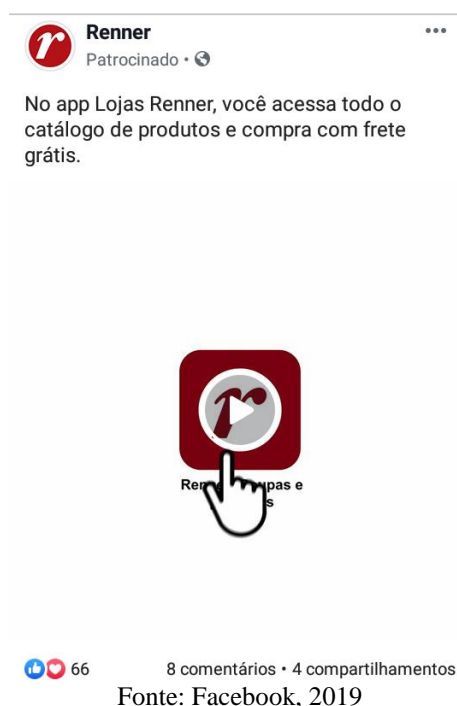 Renner
Patrocinado •
No app Lojas Renner, você acessa todo o
catálogo de produtos e compra com frete
grátis.
r
e
66
8 comentários • 4 compartilhamentos
Fonte: Facebook, 2019